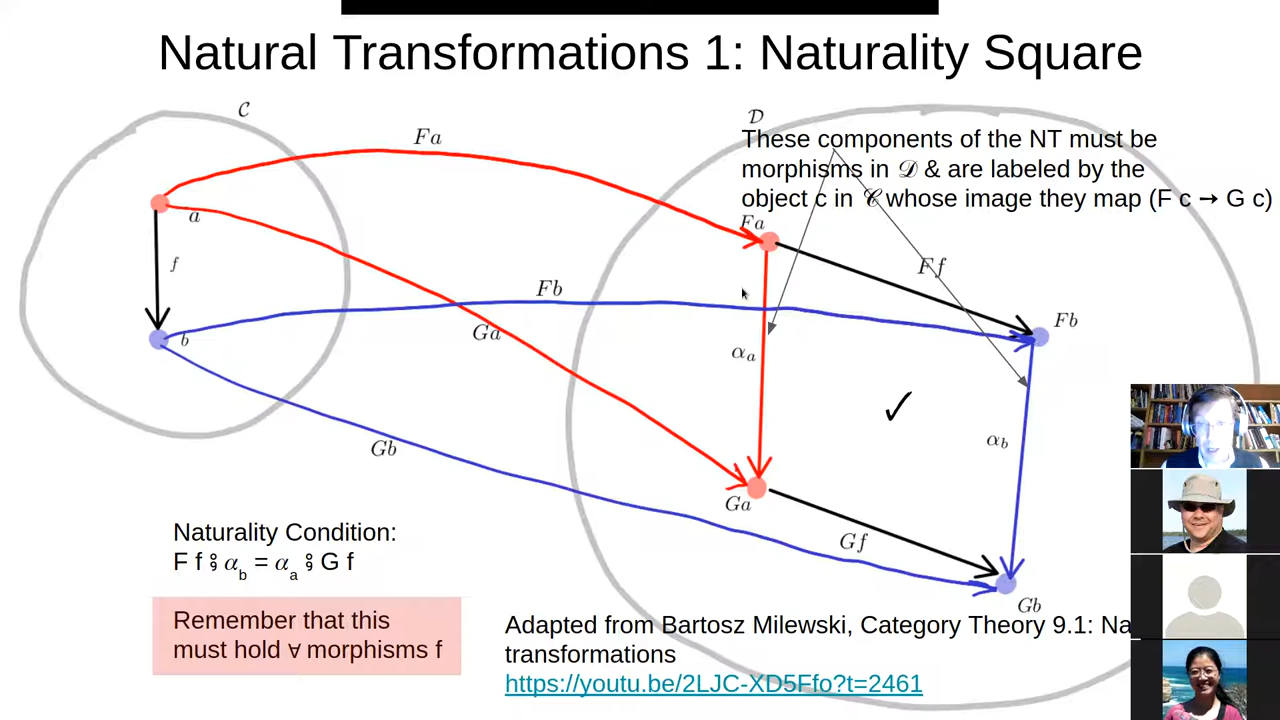 Natural Transformations 1: Naturality Square
𝒞
𝒟
These components of the NT must be
morphisms in 𝒟 & are labeled by the
object c in 𝒞 whose image they map (F c → G c)
Fa
a
Fa
f
Ff
Fb
Fb
b
Ga
αa
αb
Gb
Ga
Gf
Gb
Naturality Condition:
F f ⨾ αb = αa ⨾ G f
Remember that this
must hold ∀ morphisms f
Adapted from Bartosz Milewski, Category Theory 9.1: Na
transformations
https://youtu.be/2LJC-XD5Ffo?t=2461